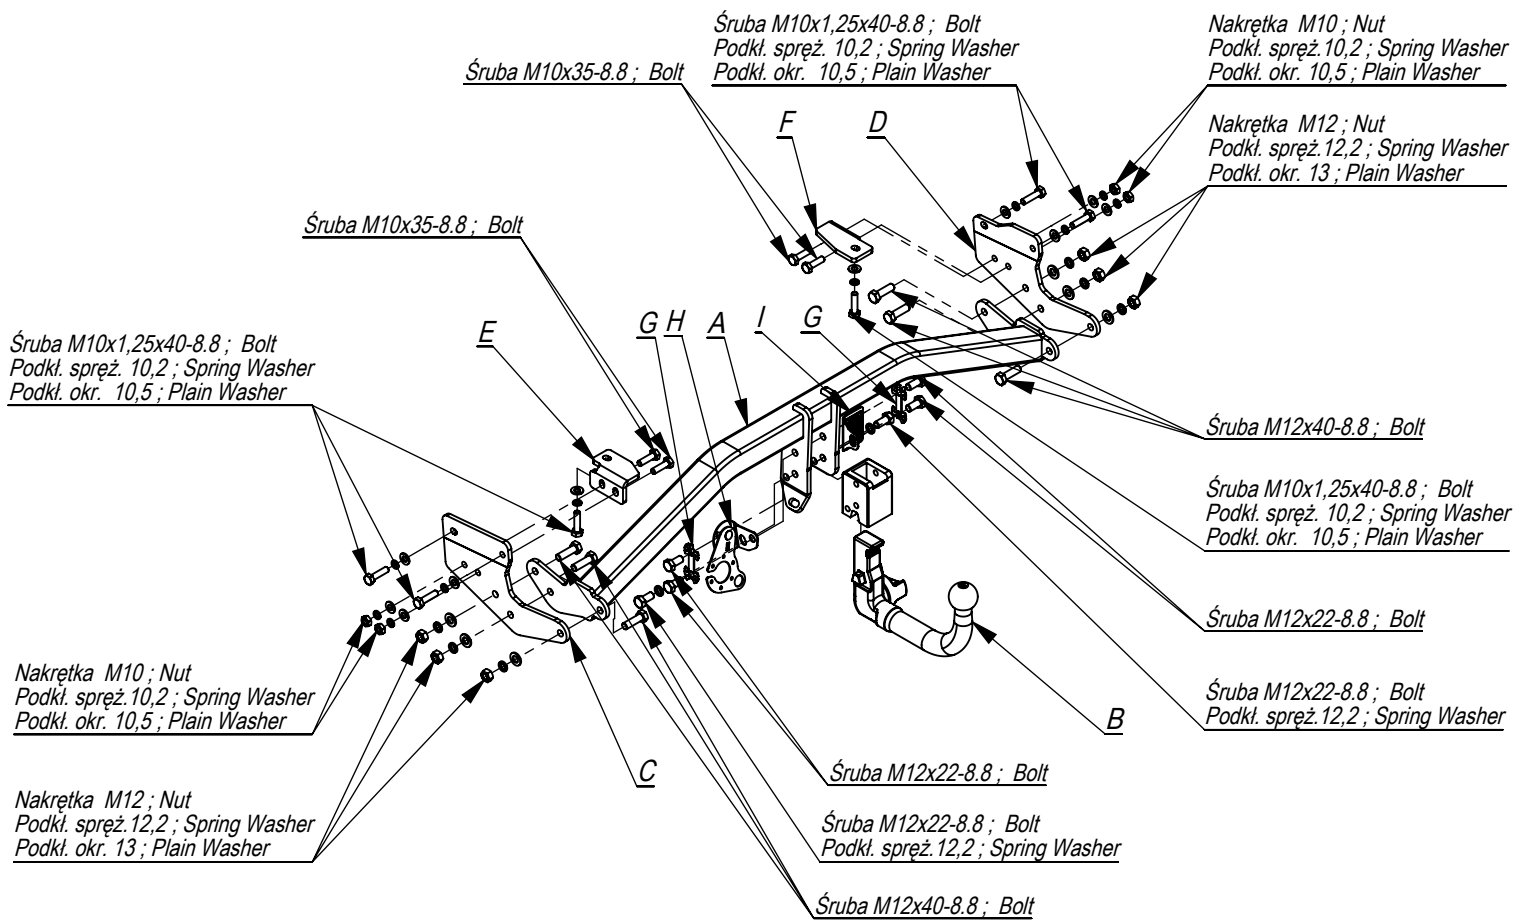 Śruba M10x1,25x40-8.8 ; Bolt
Podkł. spręż. 10,2 ; Spring Washer
Podkł. okr. 10,5 ; Plain Washer
Nakrętka M10 ; Nut
Podkł. spręż.10,2 ; Spring Washer
Podkł. okr. 10,5 ; Plain Washer
Śruba M10x35-8.8 ; Bolt
F
D
Nakrętka M12 ; Nut
Podkł. spręż.12,2 ; Spring Washer
Podkł. okr. 13 ; Plain Washer
Śruba M10x35-8.8 ; Bolt
Śruba M10x1,25x40-8.8 ; Bolt
Podkł. spręż. 10,2 ; Spring Washer
Podkł. okr. 10,5 ; Plain Washer
E
G
H
A
I
G
Śruba M12x40-8.8 ; Bolt
Śruba M10x1,25x40-8.8 ; Bolt
Podkł. spręż. 10,2 ; Spring Washer
Podkł. okr. 10,5 ; Plain Washer
Śruba M12x22-8.8 ; Bolt
Śruba M12x22-8.8 ; Bolt
Podkł. spręż.12,2 ; Spring Washer
B
Nakrętka M10 ; Nut
Podkł. spręż.10,2 ; Spring Washer
Podkł. okr. 10,5 ; Plain Washer
C
Śruba M12x22-8.8 ; Bolt
Nakrętka M12 ; Nut
Podkł. spręż.12,2 ; Spring Washer
Podkł. okr. 13 ; Plain Washer
Śruba M12x22-8.8 ; Bolt
Podkł. spręż.12,2 ; Spring Washer
Śruba M12x40-8.8 ; Bolt